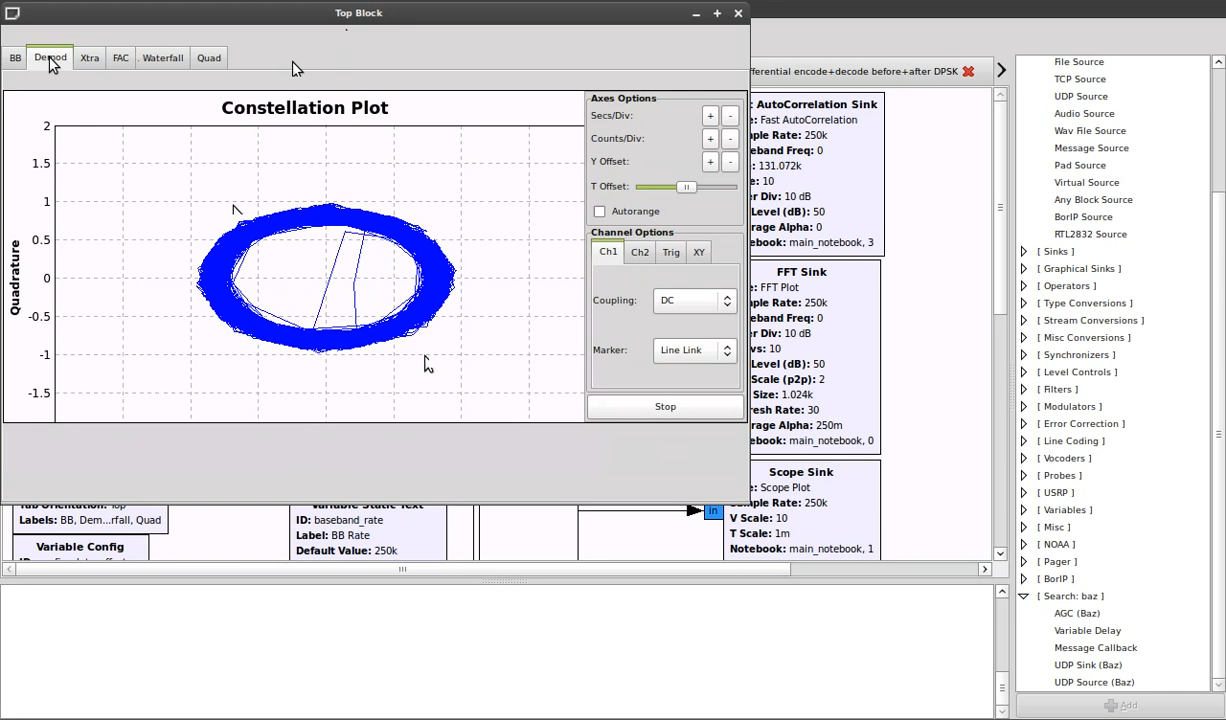 Top Block
BB
Demod
Xtra
FAC
Waterfall
Quad
fferential encode+decode before+after DPSK
Constellation Plot
Quadrature
2
1.5
1
0.5
0
-0.5
-1
-1.5
Axes Options
Secs/Div:
+
-
Counts/Div:
+
-
Y Offset:
+
-
T Offset:
Autorange
Channel Options
Ch1
Ch2
Trig
XY
Coupling:
DC
Marker:
Line Link
Stop
AutoCorrelation Sink
e: Fast AutoCorrelation
mple Rate: 250k
eband Freq: 0
: 131.072k
e: 10
er Div: 10 dB
Level (dB): 50
rage Alpha: 0
ebook: main_notebook, 3
FFT Sink
e: FFT Plot
mple Rate: 250k
eband Freq: 0
er Div: 10 dB
vs: 10
Level (dB): 50
Scale (p2p): 2
Size: 1.024k
resh Rate: 30
rage Alpha: 250m
ebook: main_notebook, 0
Scope Sink
e: Scope Plot
ample Rate: 250k
V Scale: 10
T Scale: 1m
Notebook: main_notebook, 1
in
Tab Orientation: Top
Labels: BB, Dem...rfall, Quad
Variable Config
Variable Static Text
ID: baseband_rate
Label: BB Rate
Default Value: 250k
File Source
TCP Source
UDP Source
Audio Source
Wav File Source
Message Source
Pad Source
Virtual Source
Any Block Source
BorIP Source
RTL2832 Source
[ Sinks ]
[ Graphical Sinks ]
[ Operators ]
[ Type Conversions ]
[ Stream Conversions ]
[ Misc Conversions ]
[ Synchronizers ]
[ Level Controls ]
[ Filters ]
[ Modulators ]
[ Error Correction ]
[ Line Coding ]
[ Vocoders ]
[ Probes ]
[ USRP ]
[ Variables ]
[ Misc ]
[ NOAA ]
[ Pager ]
[ BorIP ]
[ Search: baz ]
AGC (Baz)
Variable Delay
Message Callback
UDP Sink (Baz)
UDP Source (Baz)
Add